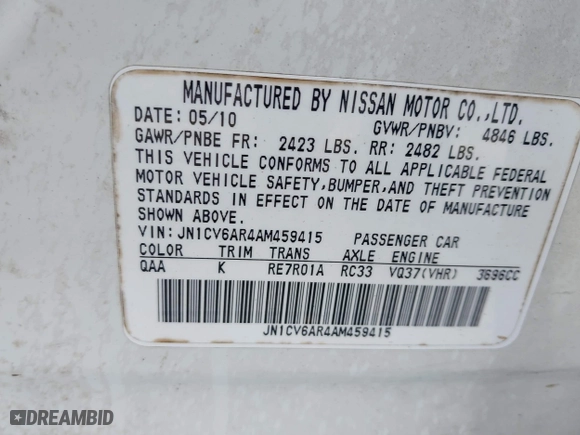 MANUFACTURED BY NISSAN MOTOR CO.,LTD.
DATE: 05/10 GVWR/PNBV: 4846 LBS.
GAWR/PNBE FR: 2423 LBS. RR: 2482 LBS.
THIS VEHICLE CONFORMS TO ALL APPLICABLE FEDERAL
MOTOR VEHICLE SAFETY,BUMPER,AND THEFT PREVENTION
STANDARDS IN EFFECT ON THE DATE OF MANUFACTURE
SHOWN ABOVE.
VIN:JN1CV6AR4AM459415 PASSENGER CAR
COLOR TRIM TRANS AXLE ENGINE
QAA K RE7R01A RC33 VQ37(VHR) 3696CC
JN1CV6AR4AM459415
DREAMBID